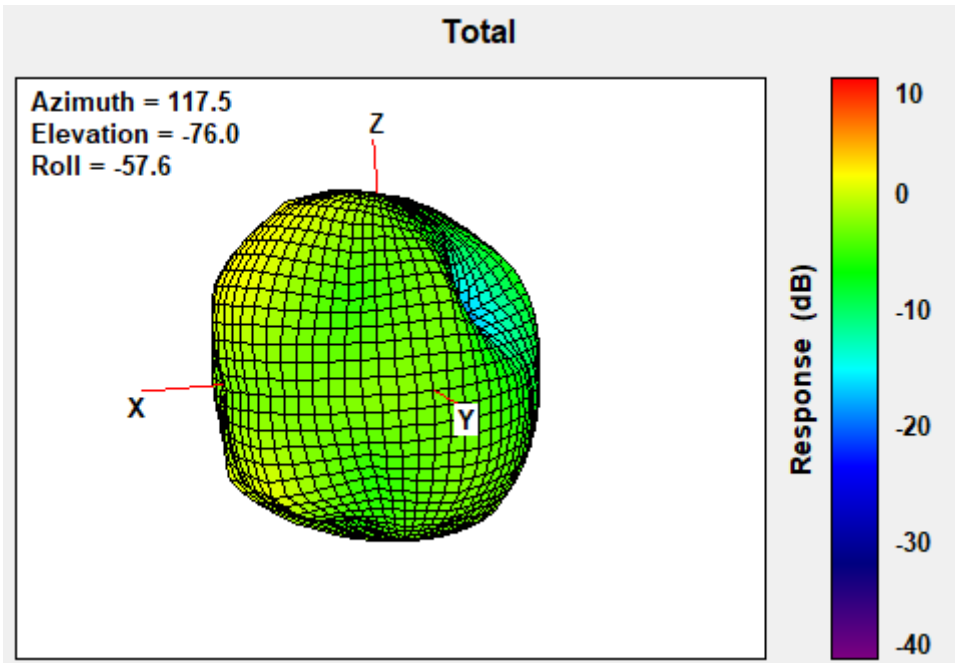 Total
Azimuth = 117.5
Elevation = -76.0
Roll = -57.6
Z
X
Y
10
0
-10
-20
-30
-40
Response (dB)